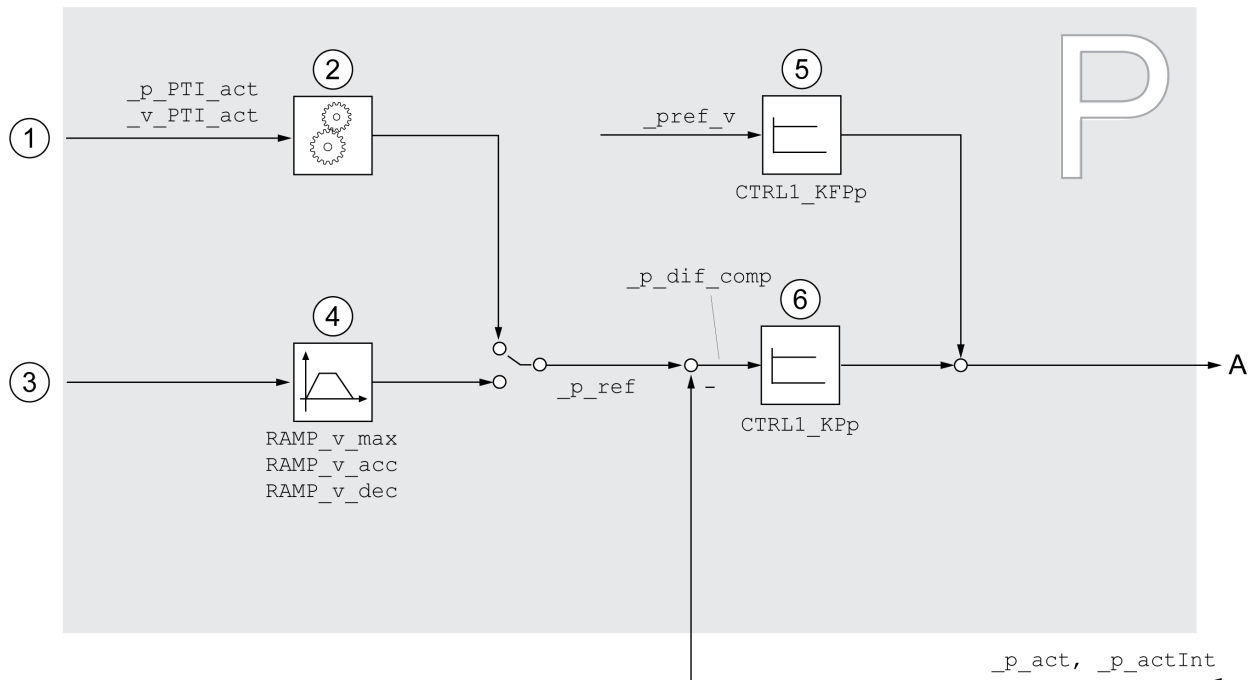 P
1
_p_PTI_act
_v_PTI_act
2
5
_pref_v
CTRL1_KFPp
_p_dif_comp
6
CTRL1_KPp
3
4
RAMP_v_max
RAMP_v_acc
RAMP_v_dec
_p_ref
-
A
_p_act, _p_actInt